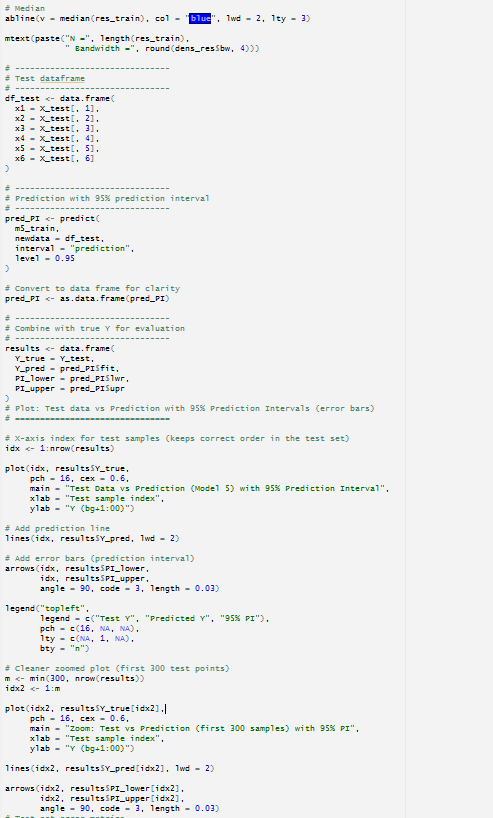 # Median
abline(v = median(res_train), col = "blue", lwd = 2, lty = 3)
mtext(paste("N =", length(res_train),
" Bandwidth =", round(dens_res$bw, 4)))
# -------------------------------
# Test dataframe
# -------------------------------
df_test <- data.frame(
x1 = X_test[, 1],
x2 = X_test[, 2],
x3 = X_test[, 3],
x4 = X_test[, 4],
x5 = X_test[, 5],
x6 = X_test[, 6]
)
# -------------------------------
# Prediction with 95% prediction interval
# -------------------------------
pred_PI <- predict(
m5_train,
newdata = df_test,
interval = "prediction",
level = 0.95
)
# Convert to data frame for clarity
pred_PI <- as.data.frame(pred_PI)
# -------------------------------
# Combine with true Y for evaluation
# -------------------------------
results <- data.frame(
Y_true = Y_test,
Y_pred = pred_PI$fit,
PI_lower = pred_PI$lwr,
PI_upper = pred_PI$upr
)
# Plot: Test data vs Prediction with 95% Prediction Intervals (error bars)
# ===============================
# X-axis index for test samples (keeps correct order in the test set)
idx <- 1:nrow(results)
plot(idx, results$Y_true,
pch = 16, cex = 0.6,
main = "Test Data vs Prediction (Model 5) with 95% Prediction Interval",
xlab = "Test sample index",
ylab = "Y (bg+1:00)")
# Add prediction line
lines(idx, results$Y_pred, lwd = 2)
# Add error bars (prediction interval)
arrows(idx, results$PI_lower,
idx, results$PI_upper,
angle = 90, code = 3, length = 0.03)
legend("topleft",
legend = c("Test Y", "Predicted Y", "95% PI"),
pch = c(16, NA, NA),
lty = c(NA, 1, NA),
bty = "n")
# Cleaner zoomed plot (first 300 test points)
m <- min(300, nrow(results))
idx2 <- 1:m
plot(idx2, results$Y_true[idx2],
pch = 16, cex = 0.6,
main = "Zoom: Test vs Prediction (first 300 samples) with 95% PI",
xlab = "Test sample index",
ylab = "Y (bg+1:00)")
lines(idx2, results$Y_pred[idx2], lwd = 2)
arrows(idx2, results$PI_lower[idx2],
idx2, results$PI_upper[idx2],
angle = 90, code = 3, length = 0.03)